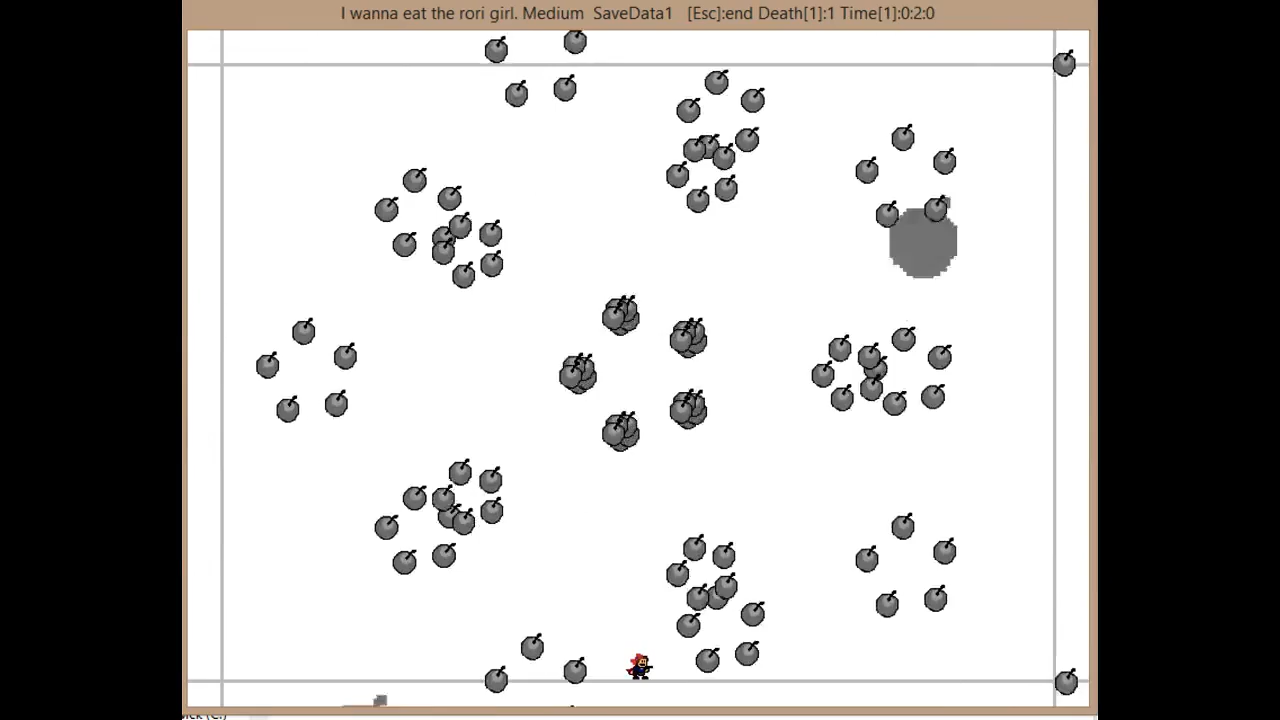 I wanna eat the rori girl. Medium  SaveData1   [Esc]:end Death[1]:1 Time[1]:0:2:0
(C:)